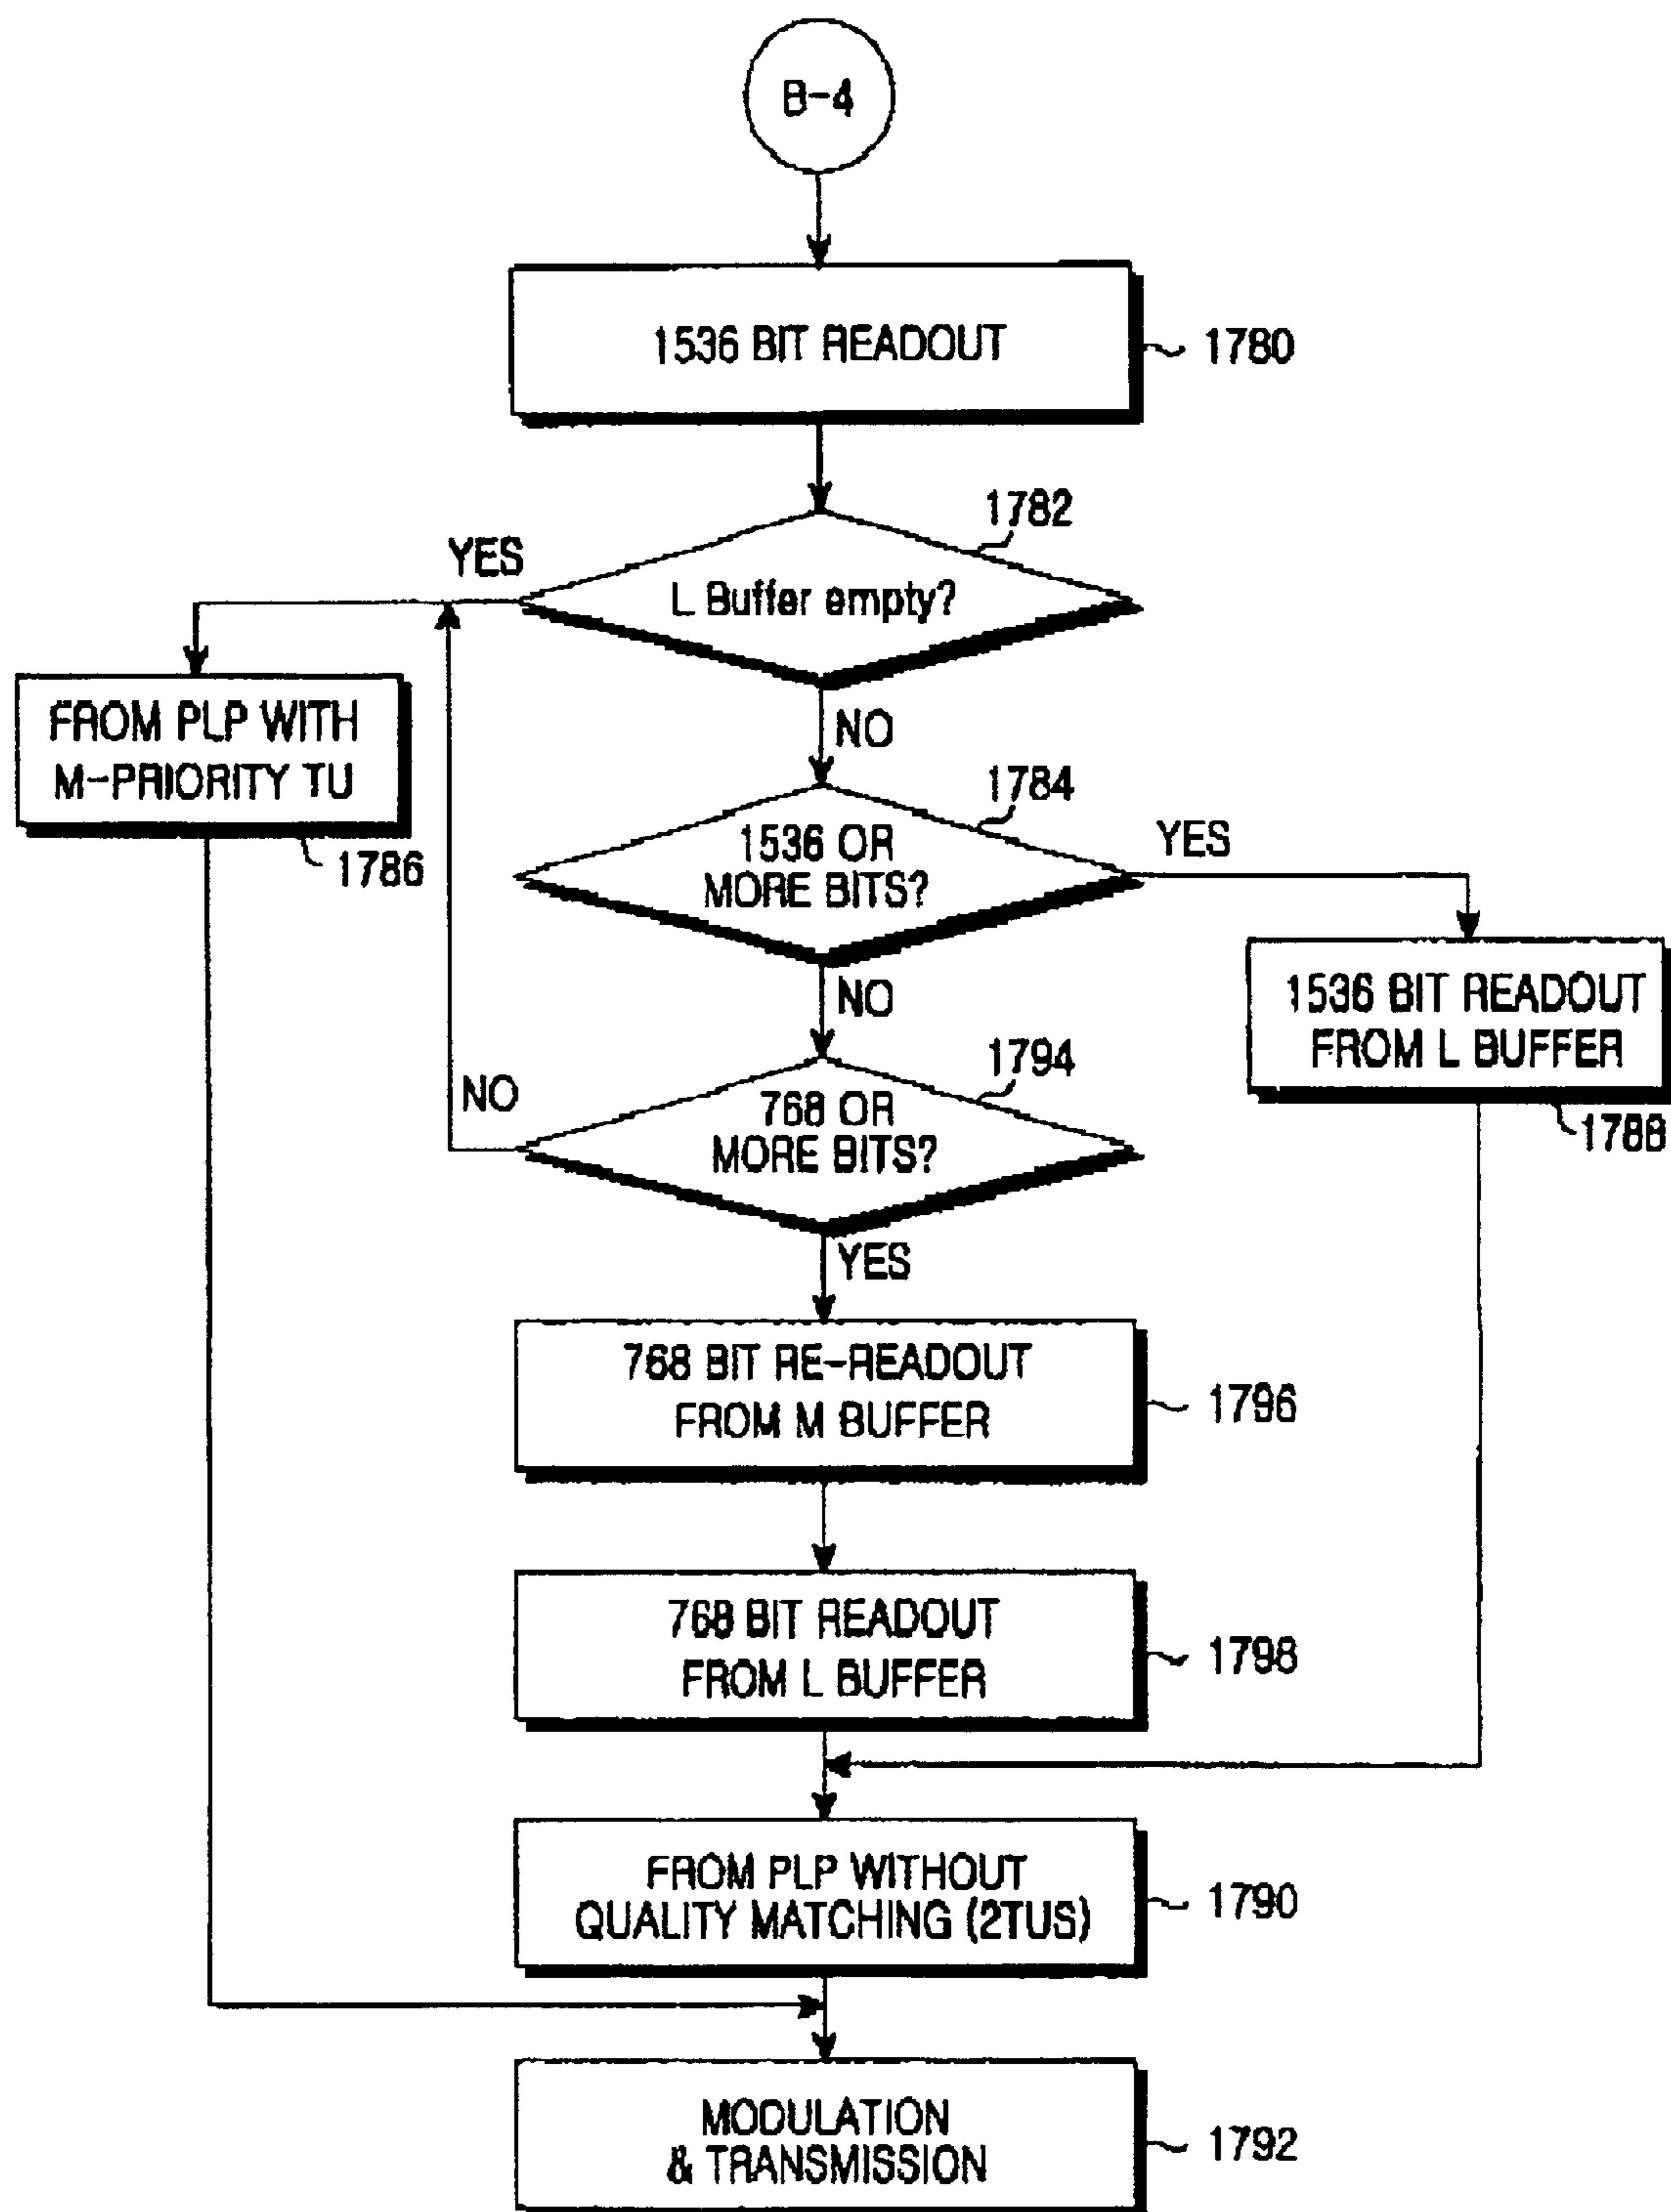 B-4
1536 BIT READOUT
1780
1782
YES
L Buffer empty?
NO
FROM PLP WITH
M-PRIORITY TU
1786
1784
1536 OR
MORE BITS?
YES
NO
1536 BIT READOUT
FROM L BUFFER
1788
1794
NO
768 OR
MORE BITS?
YES
768 BIT RE-READOUT
FROM M BUFFER
1796
768 BIT READOUT
FROM L BUFFER
1798
FROM PLP WITHOUT
QUALITY MATCHING (2TUS)
1790
MODULATION
& TRANSMISSION
1792